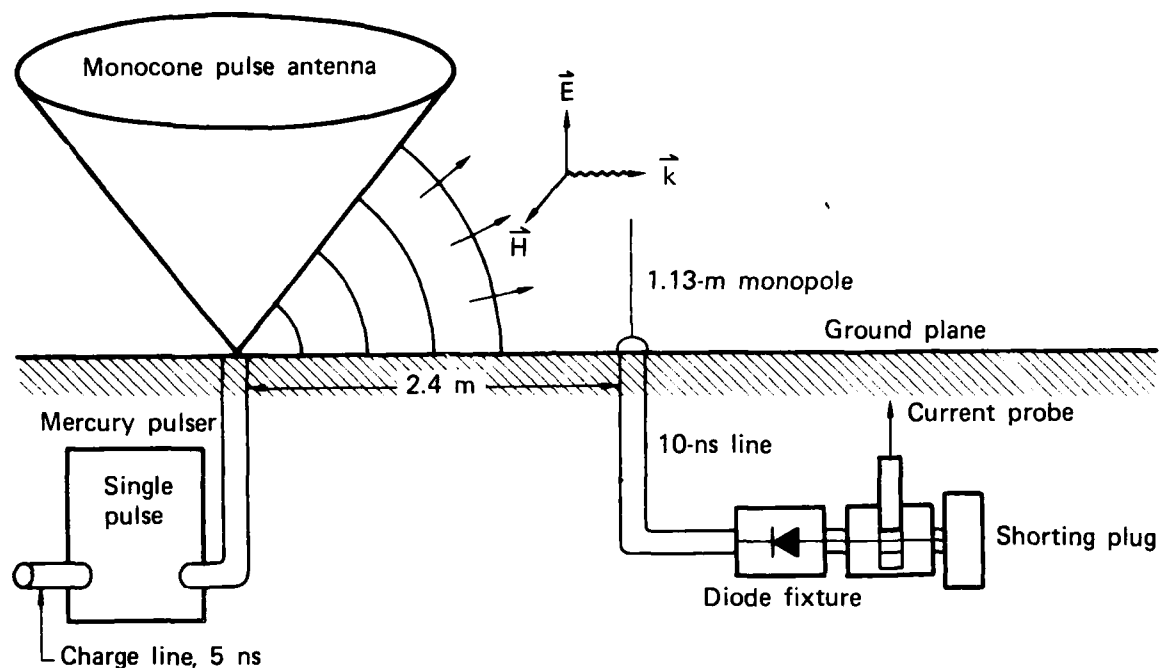 Monocone pulse antenna
E
k
H
1.13-m monopole
Ground plane
2.4 m
Mercury pulser
Current probe
10-ns line
Single
pulse
Shorting plug
Diode fixture
Charge line, 5 ns